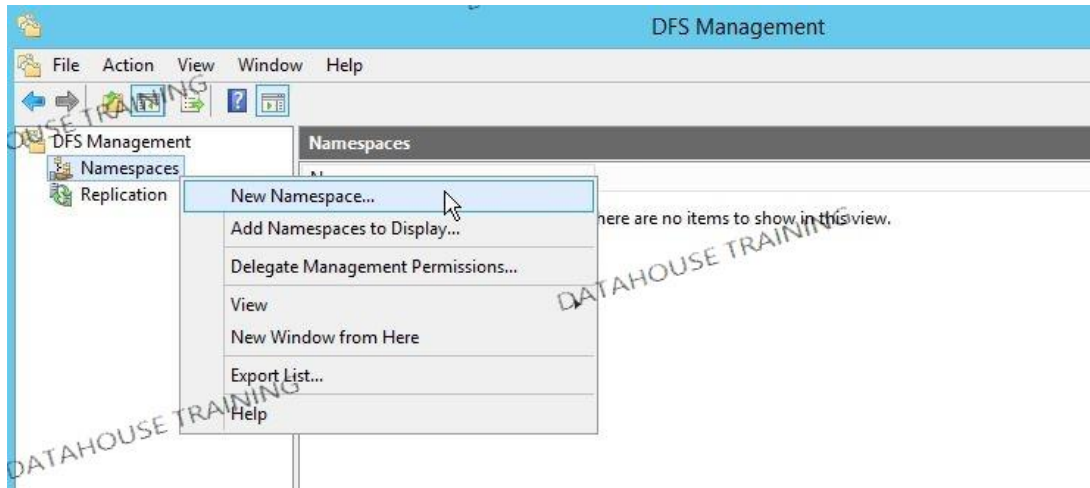 DFS Management
File Action View Window Help
DFS Management
Namespaces
Replication
Namespaces
New Namespace...
Add Namespaces to Display...
Delegate Management Permissions...
View
New Window from Here
Export List...
Help
here are no items to show in this view.
DATAHOUSE TRAINING
OUSE TRAINING
DATAHOUSE TRAINING